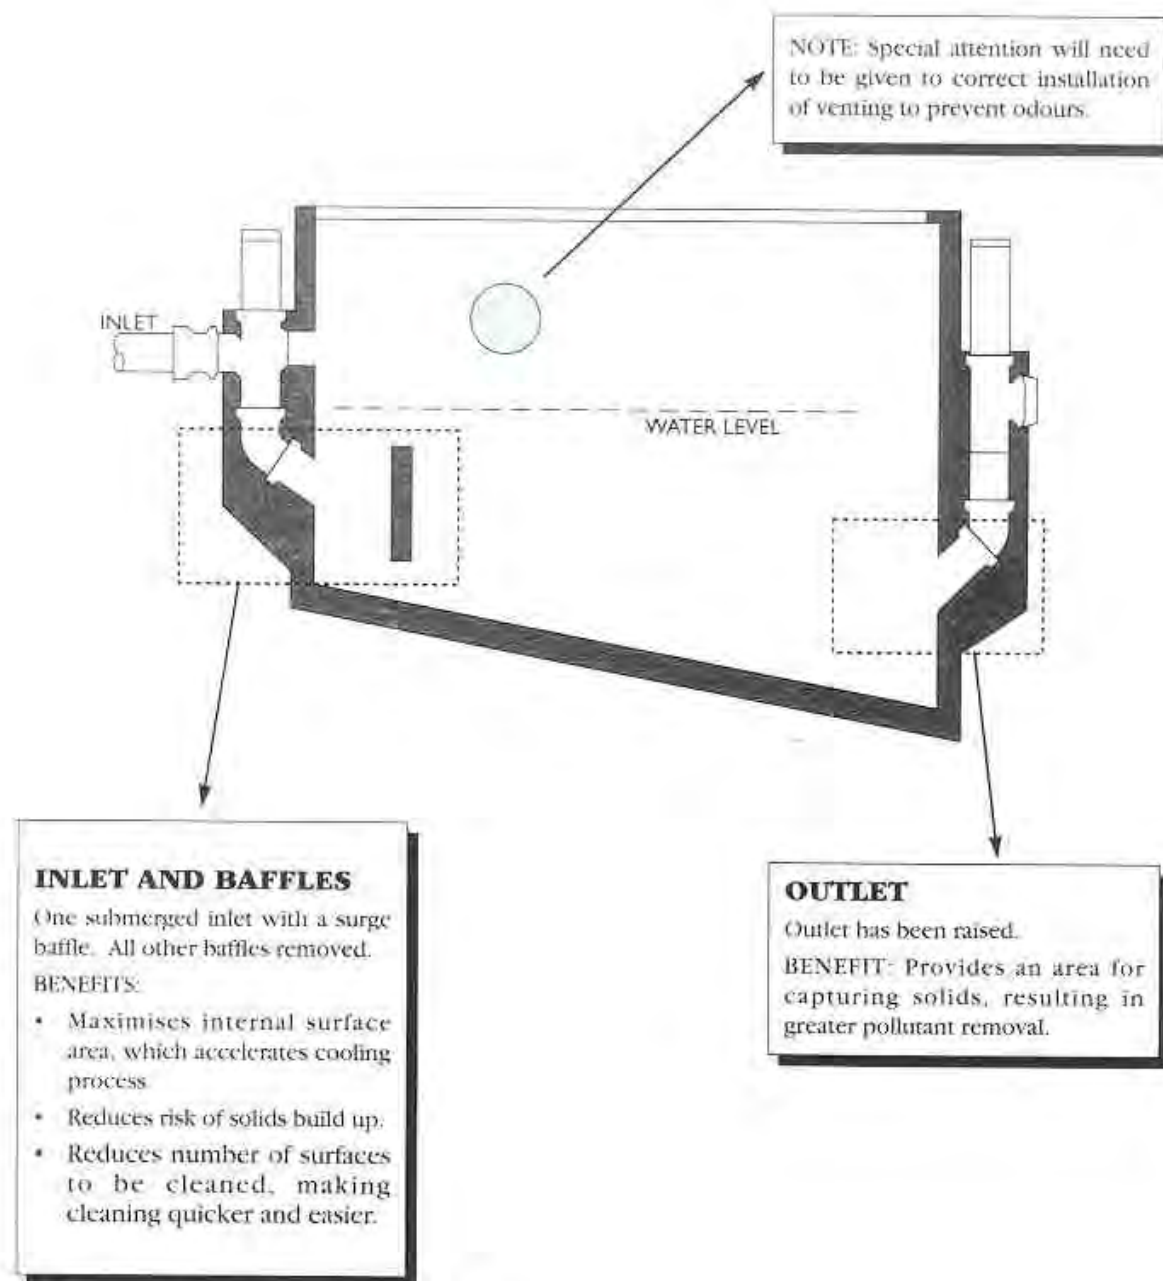 NOTE: Special attention will need
to be given to correct installation
of venting to prevent odours.
INLET
WATER LEVEL
INLET AND BAFFLES
One submerged inlet with a surge
baffle. All other baffles removed.
BENEFITS:
• Maximises internal surface
area, which accelerates cooling
process.
• Reduces risk of solids build up.
• Reduces number of surfaces
to be cleaned, making
cleaning quicker and easier.
OUTLET
Outlet has been raised.
BENEFIT: Provides an area for
capturing solids, resulting in
greater pollutant removal.